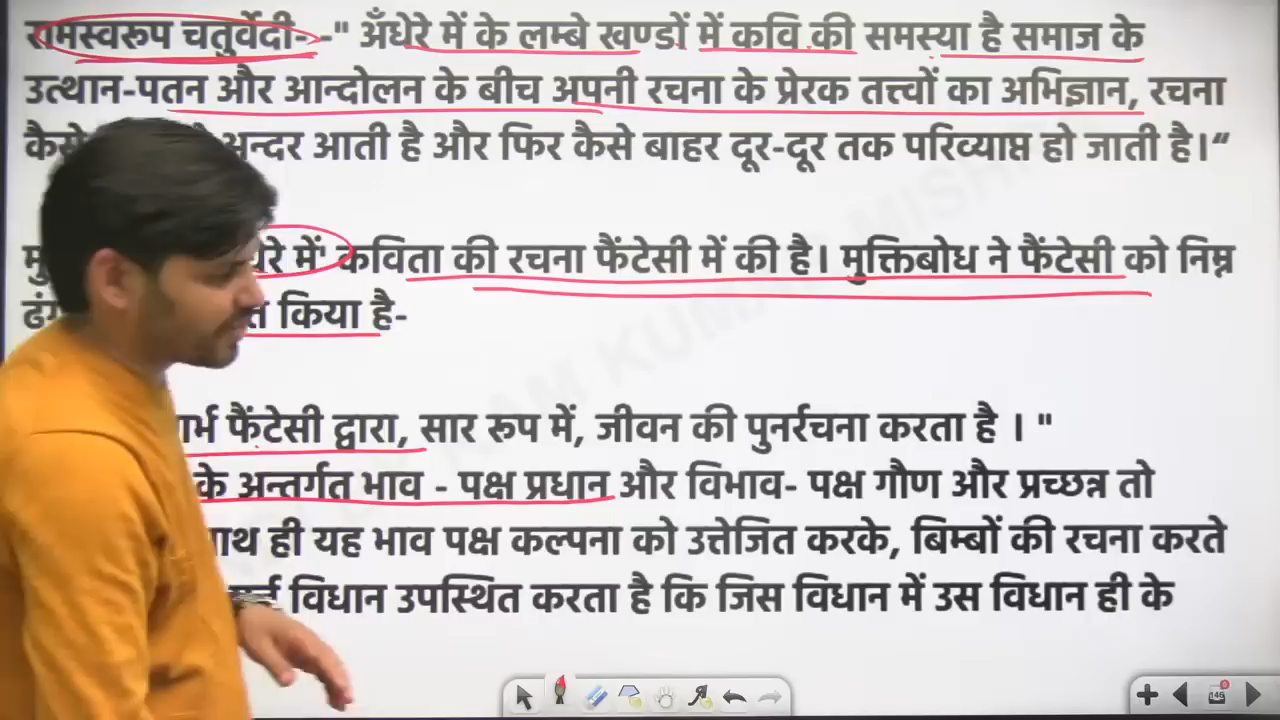 रामस्वरूप चतुर्वेदी- -" अँधेरे में के लम्बे खण्डों में कवि की समस्या है समाज के
उत्थान-पतन और आन्दोलन के बीच अपनी रचना के प्रेरक तत्त्वों का अभिज्ञान, रचना
अन्दर आती है और फिर कैसे बाहर दूर-दूर तक परिव्याप्त हो जाती है।“
में' कविता की रचना फैंटेसी में की है। मुक्तिबोध ने फैंटेसी को निम्न
किया है-
फैंटेसी द्वारा, सार रूप में, जीवन की पुनर्रचना करता है । "
के अन्तर्गत भाव - पक्ष प्रधान और विभाव- पक्ष गौण और प्रच्छन्न तो
ही यह भाव पक्ष कल्पना को उत्तेजित करके, बिम्बों की रचना करते
विधान उपस्थित करता है कि जिस विधान में उस विधान ही के
146